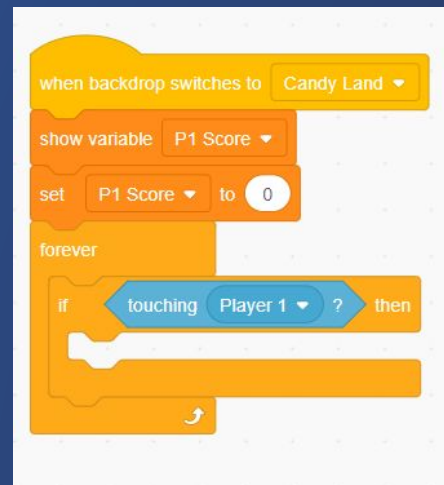 when backdrop switches to Candy Land
show variable P1 Score
set P1 Score to 0
forever
if touching Player 1 ? then